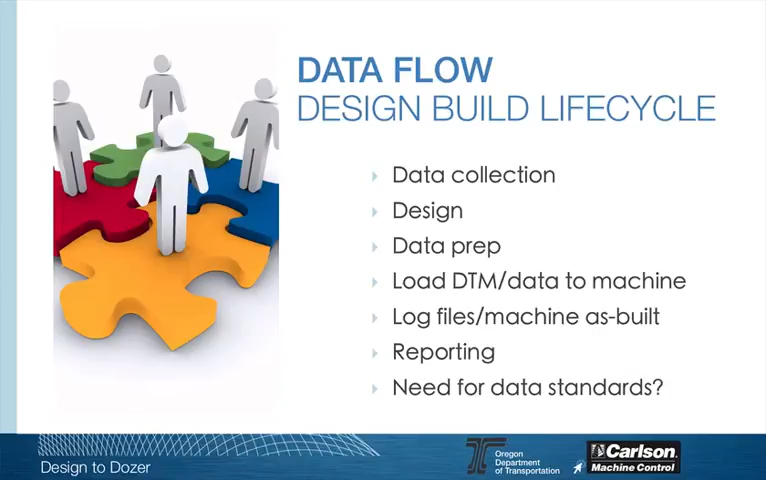 DATA FLOW
DESIGN BUILD LIFECYCLE
Data collection
Design
Data prep
Load DTM/data to machine
Log files/machine as-built
Reporting
Need for data standards?
Design to Dozer
Oregon
Department
of Transportation
Carlson
Machine Control